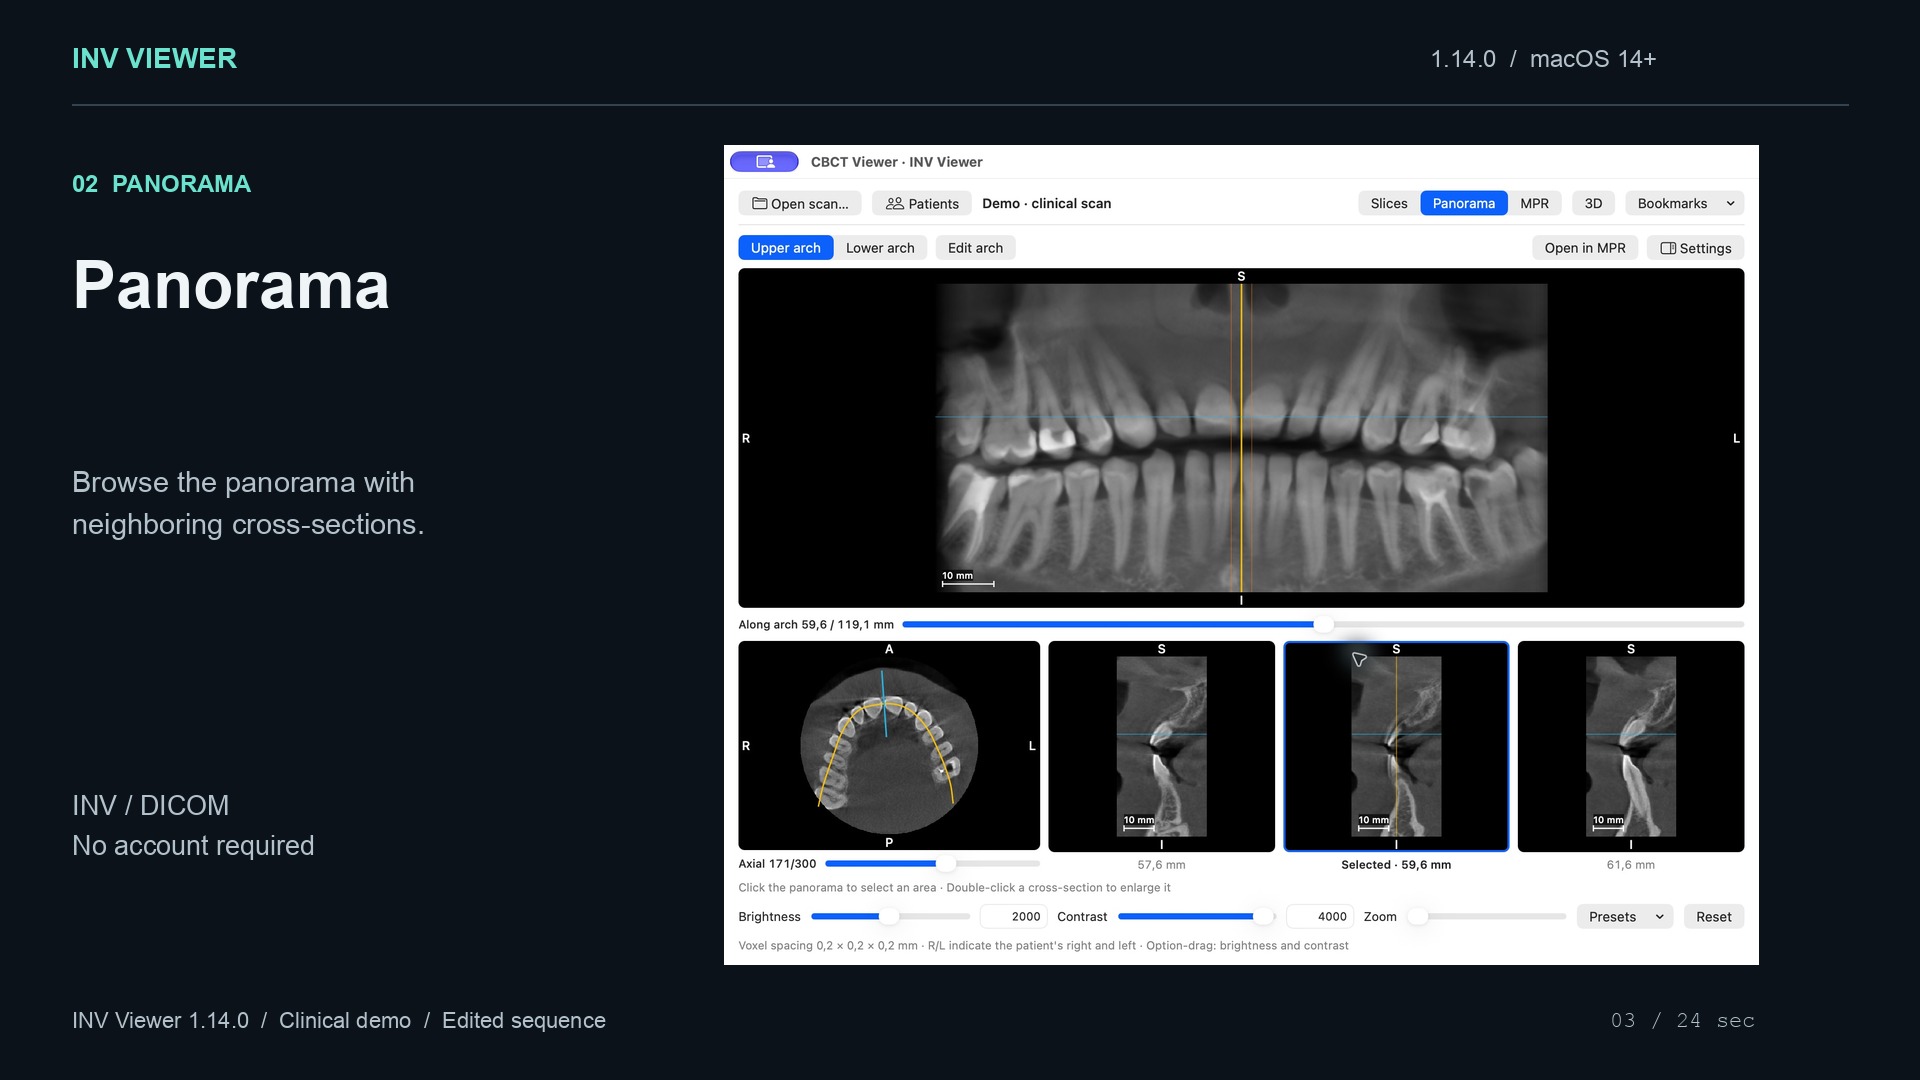 INV VIEWER
1.14.0 / macOS 14+
02 PANORAMA
Panorama
Browse the panorama with
neighboring cross-sections.
INV / DICOM
No account required
CBCT Viewer · INV Viewer
Open scan... Patients Demo · clinical scan Slices Panorama MPR 3D Bookmarks
Upper arch Lower arch Edit arch Open in MPR Settings
S
R L
10 mm
I
Along arch 59,6 / 119,1 mm
A S S S
R L
10 mm 10 mm 10 mm
P I I I
Axial 171/300 57,6 mm Selected · 59,6 mm 61,6 mm
Click the panorama to select an area · Double-click a cross-section to enlarge it
Brightness 2000 Contrast 4000 Zoom Presets Reset
Voxel spacing 0,2 × 0,2 × 0,2 mm · R/L indicate the patient's right and left · Option-drag: brightness and contrast
INV Viewer 1.14.0 / Clinical demo / Edited sequence
03 / 24 sec